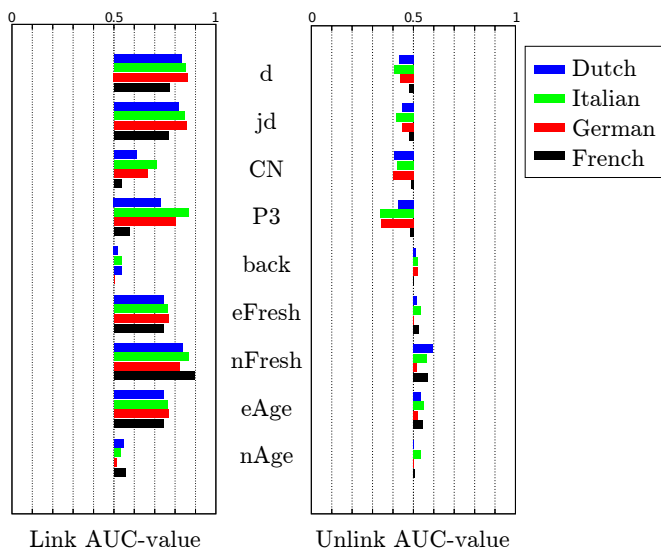 0 0.5 1 0 0.5 1
d
jd
CN
P3
back
eFresh
nFresh
eAge
nAge
Dutch
Italian
German
French
Link AUC-value Unlink AUC-value